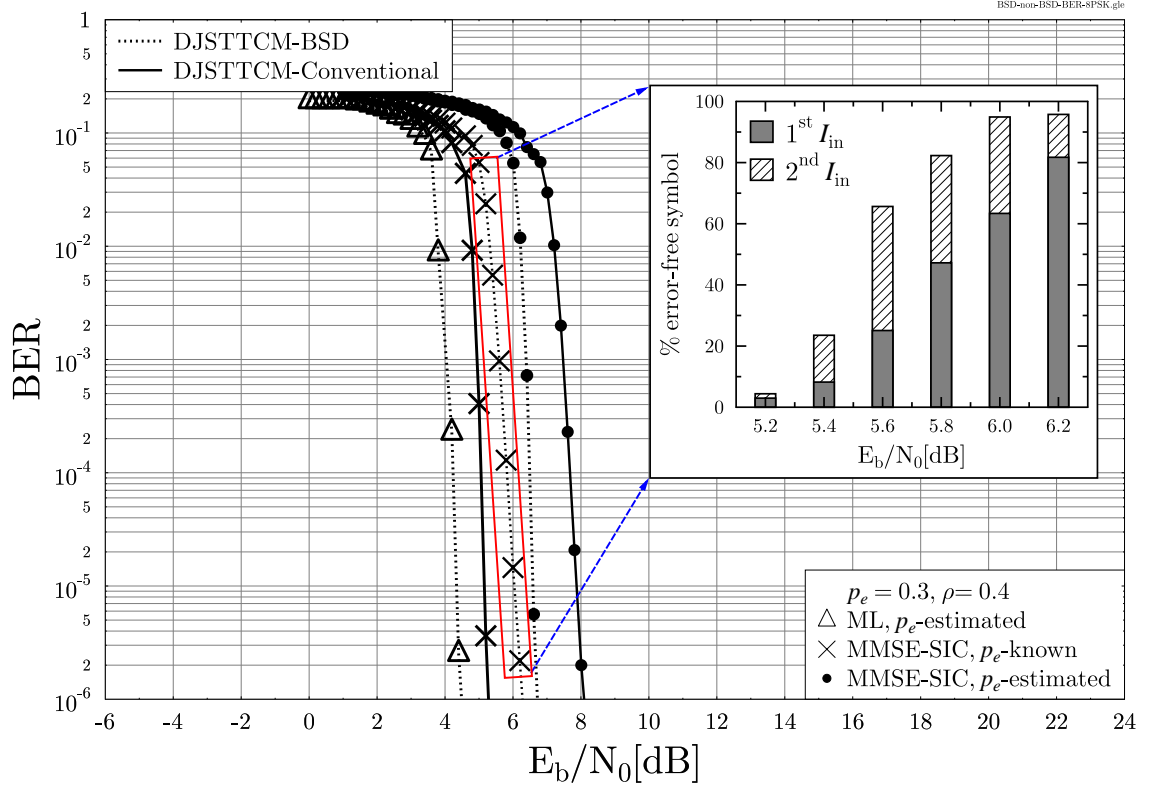 BSD-non-BSD-BER-8PSK.gle
DJSTTCM-BSD
DJSTTCM-Conventional
BER
1
5
2
10⁻¹
5
2
10⁻²
5
2
10⁻³
5
2
10⁻⁴
5
2
10⁻⁵
5
2
10⁻⁶
-6 -4 -2 0 2 4 6 8 10 12 14 16 18 20 22 24
E_b/N_0[dB]
% error-free symbol
100
80
60
40
20
0
1st I_in
2nd I_in
5.2 5.4 5.6 5.8 6.0 6.2
E_b/N_0[dB]
p_e = 0.3, ρ= 0.4
ML, p_e-estimated
MMSE-SIC, p_e-known
MMSE-SIC, p_e-estimated